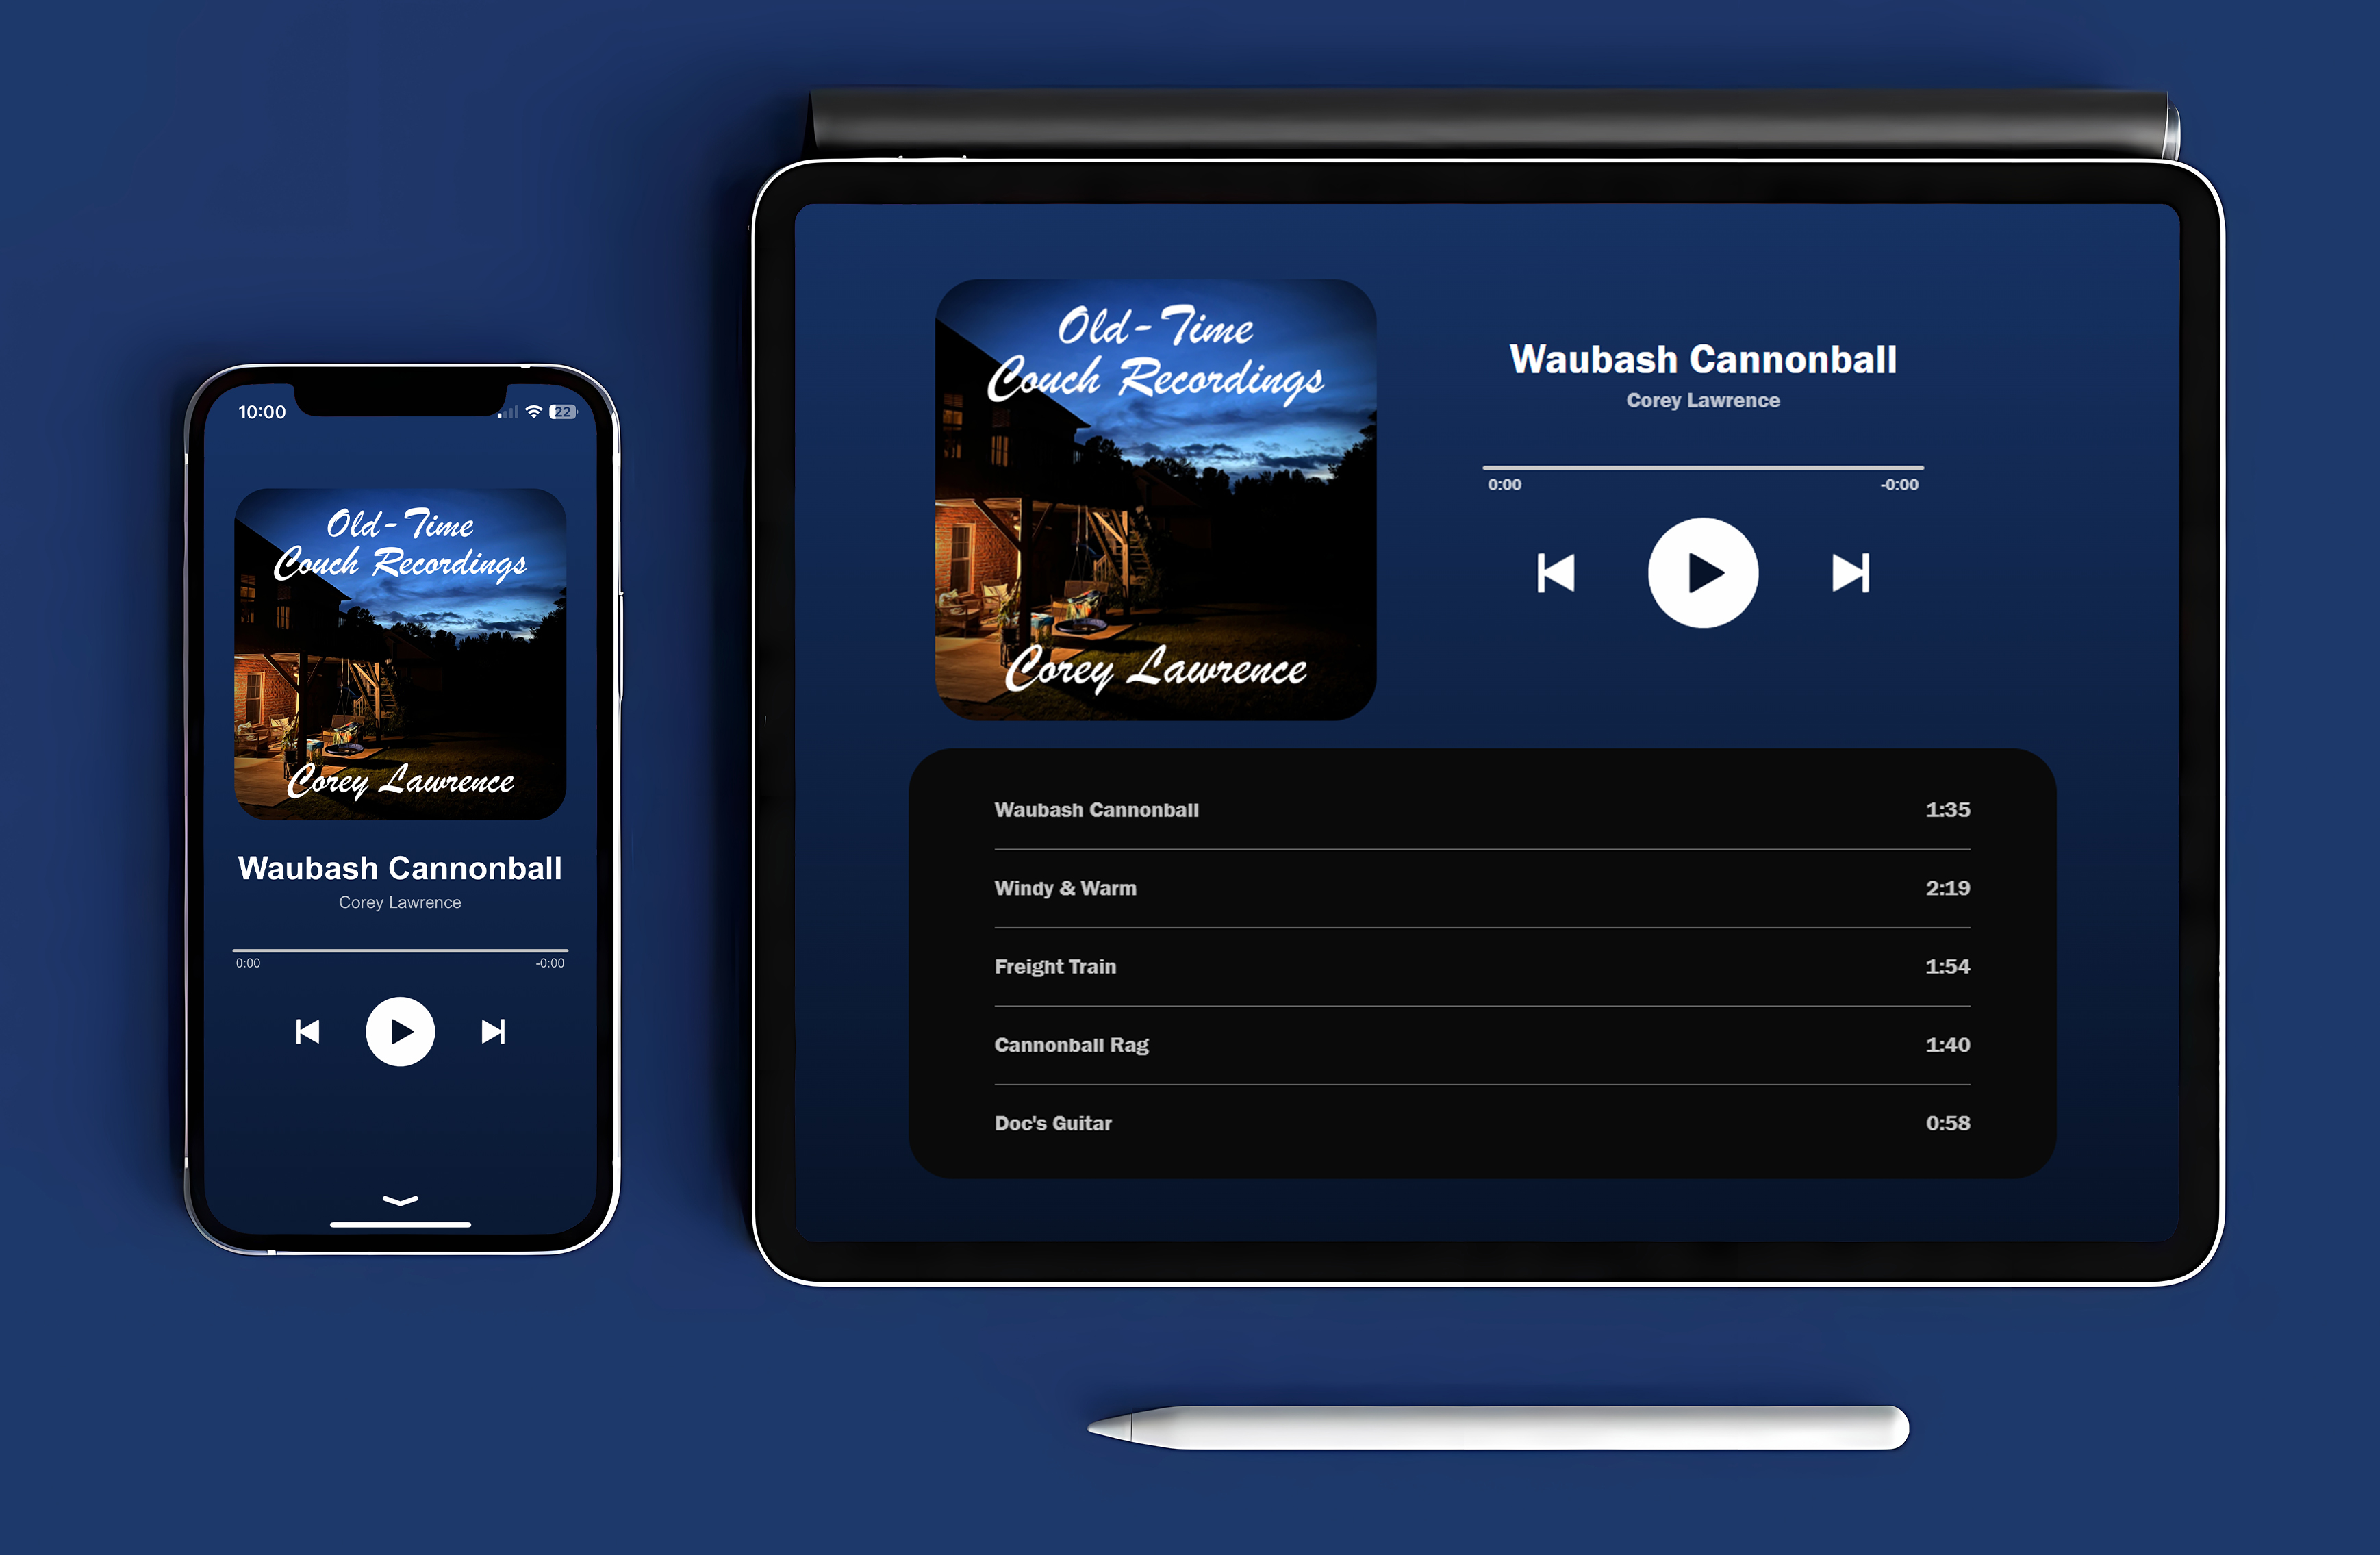 10:00
22
Old-Time
Couch Recordings
Corey Lawrence
Waubash Cannonball
Corey Lawrence
0:00 -0:00
Old-Time
Couch Recordings
Corey Lawrence
Waubash Cannonball
Corey Lawrence
0:00 -0:00
Waubash Cannonball 1:35
Windy & Warm 2:19
Freight Train 1:54
Cannonball Rag 1:40
Doc's Guitar 0:58